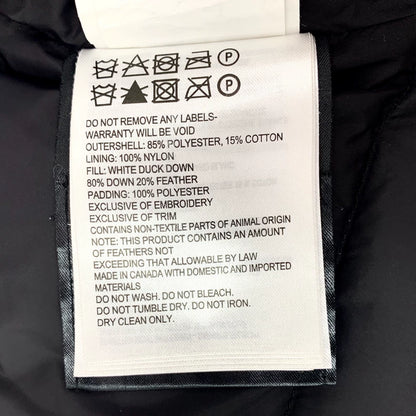 P
P
DO NOT REMOVE ANY LABELS-
WARRANTY WILL BE VOID
OUTERSHELL: 85% POLYESTER, 15% COTTON
LINING: 100% NYLON
FILL: WHITE DUCK DOWN
80% DOWN 20% FEATHER
PADDING: 100% POLYESTER
EXCLUSIVE OF EMBROIDERY
EXCLUSIVE OF TRIM
CONTAINS NON-TEXTILE PARTS OF ANIMAL ORIGIN
NOTE: THIS PRODUCT CONTAINS AN AMOUNT
OF FEATHERS NOT
EXCEEDING THAT ALLOWABLE BY LAW
MADE IN CANADA WITH DOMESTIC AND IMPORTED
MATERIALS
DO NOT WASH. DO NOT BLEACH.
DO NOT TUMBLE DRY. DO NOT IRON.
DRY CLEAN ONLY.